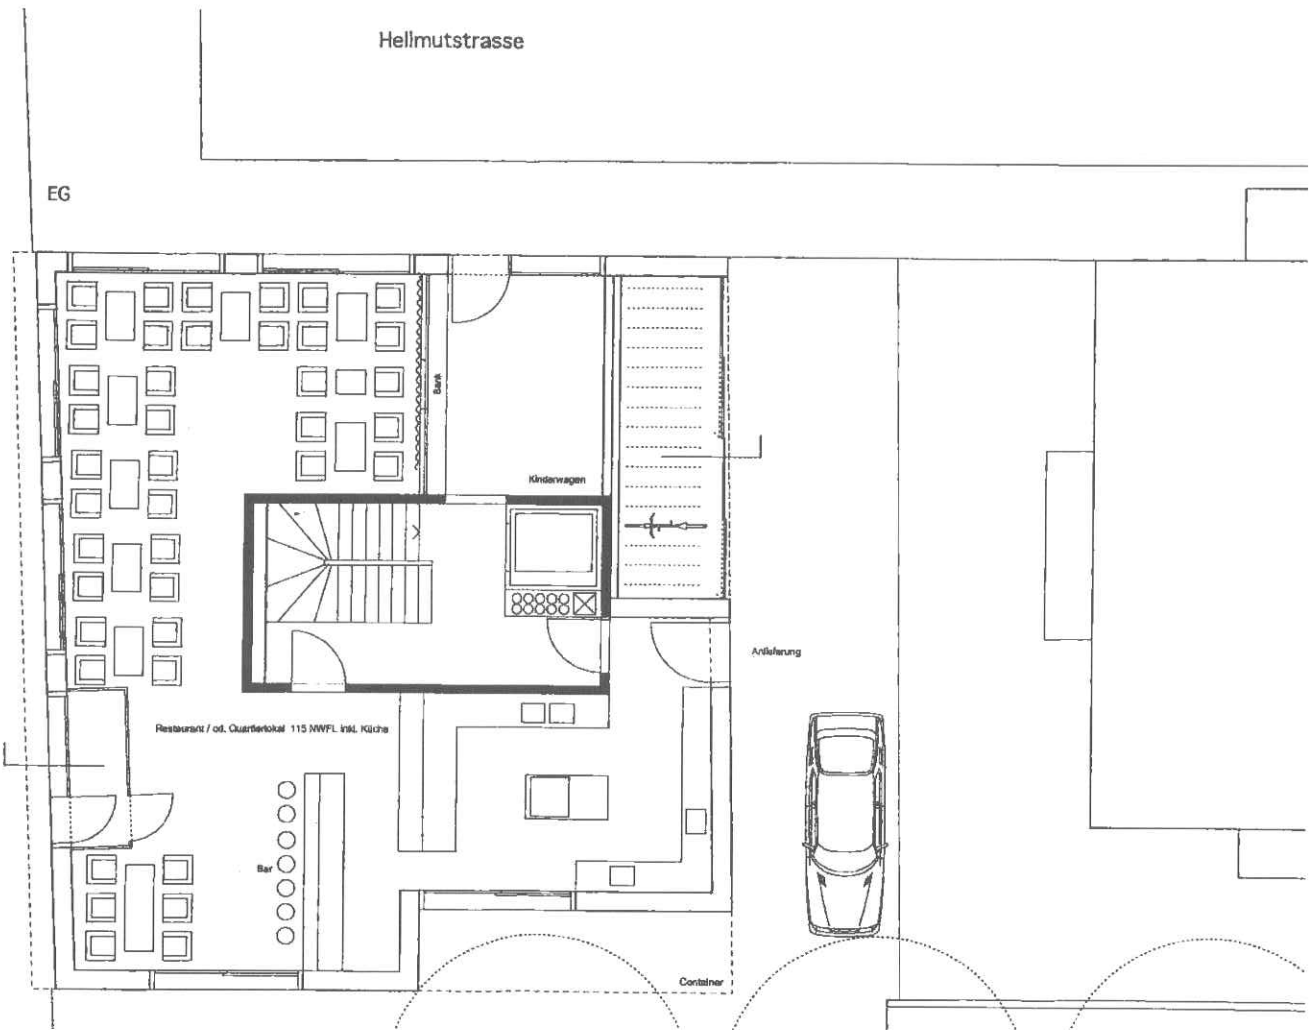 Hellmutstrasse
EG
Bank
Kinderwagen
Anlieferung
Restaurant / od. Quartierlokal 115 NWFL inkl. Küche
Bar
Container